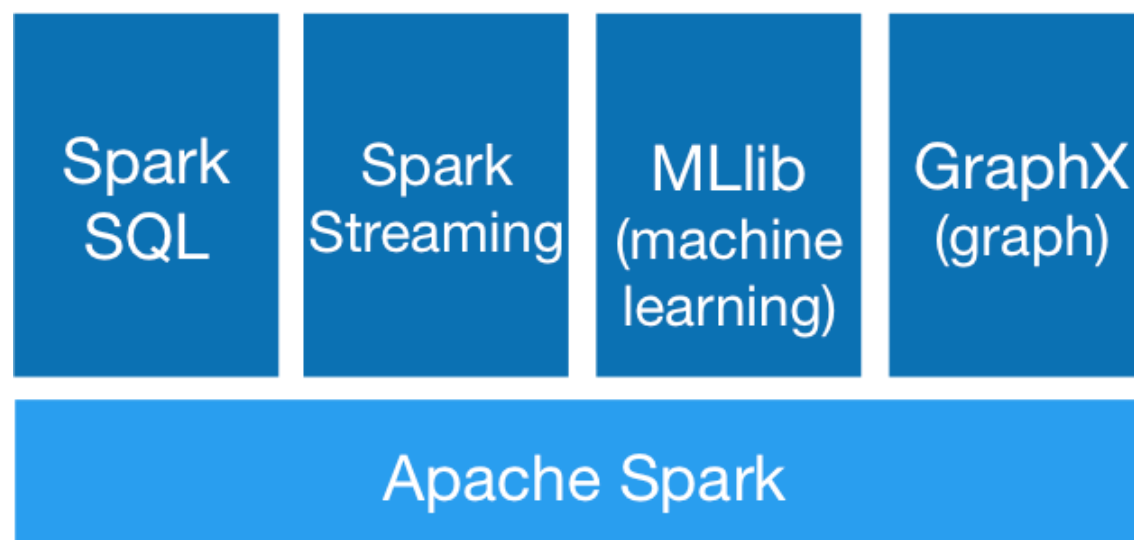 Spark
SQL
Spark
Streaming
MLlib
(machine
learning)
GraphX
(graph)
Apache Spark